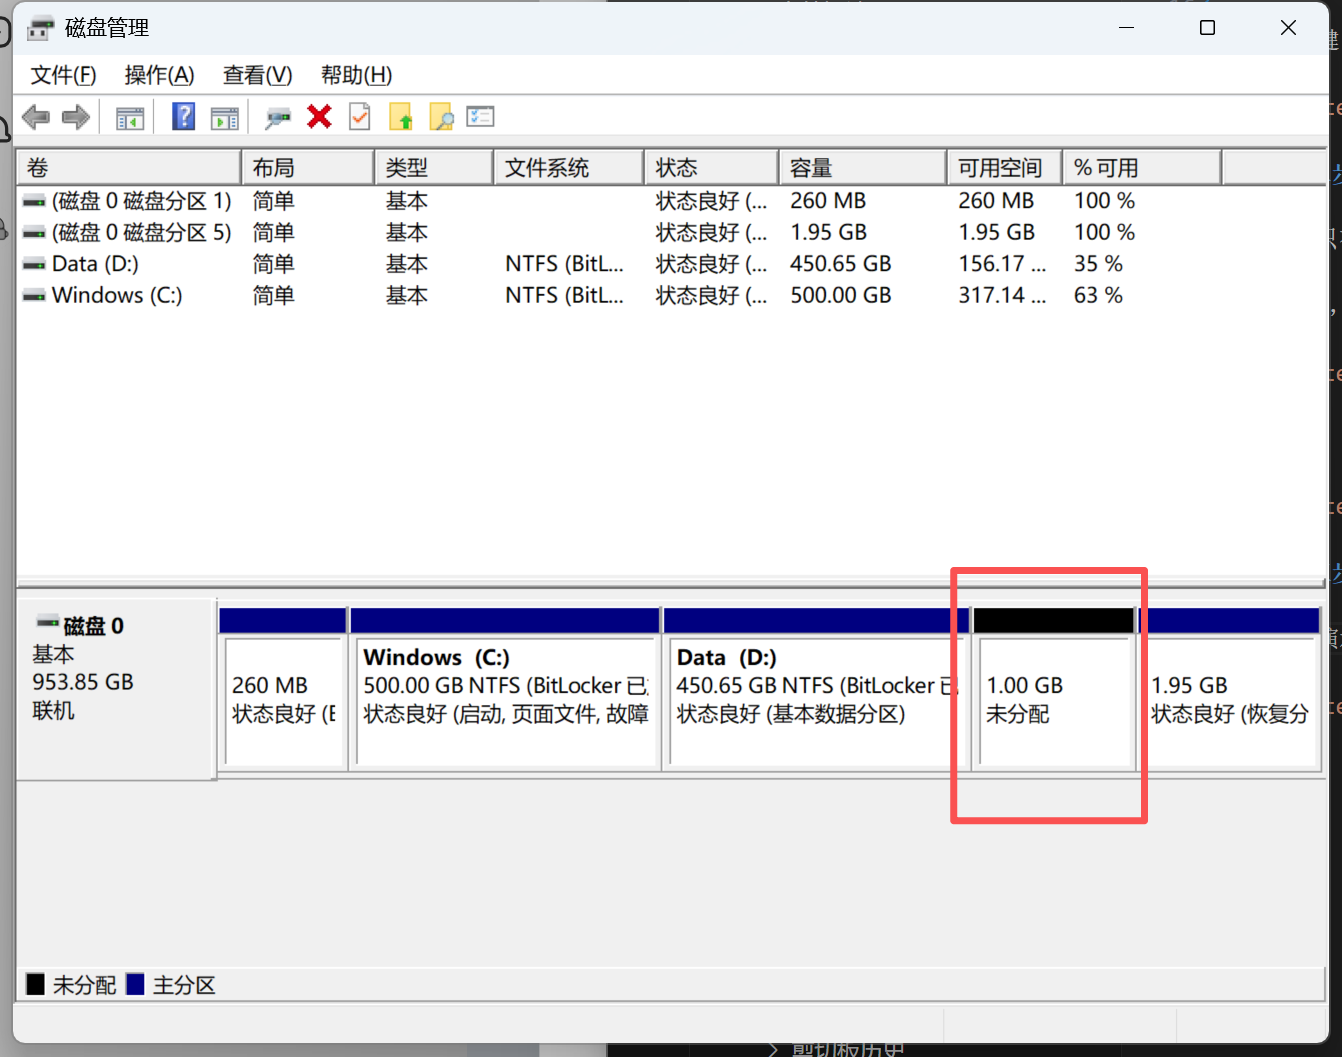 磁盘管理
文件(F) 操作(A) 查看(V) 帮助(H)
卷 布局 类型 文件系统 状态 容量 可用空间 % 可用
(磁盘 0 磁盘分区 1) 简单 基本 状态良好 (... 260 MB 260 MB 100 %
(磁盘 0 磁盘分区 5) 简单 基本 状态良好 (... 1.95 GB 1.95 GB 100 %
Data (D:) 简单 基本 NTFS (BitL... 状态良好 (... 450.65 GB 156.17 ... 35 %
Windows (C:) 简单 基本 NTFS (BitL... 状态良好 (... 500.00 GB 317.14 ... 63 %
磁盘 0
基本
953.85 GB
联机
260 MB
状态良好 (E
Windows (C:)
500.00 GB NTFS (BitLocker 已
状态良好 (启动, 页面文件, 故障
Data (D:)
450.65 GB NTFS (BitLocker 已
状态良好 (基本数据分区)
1.00 GB
未分配
1.95 GB
状态良好 (恢复分
未分配 主分区
剪切板历史